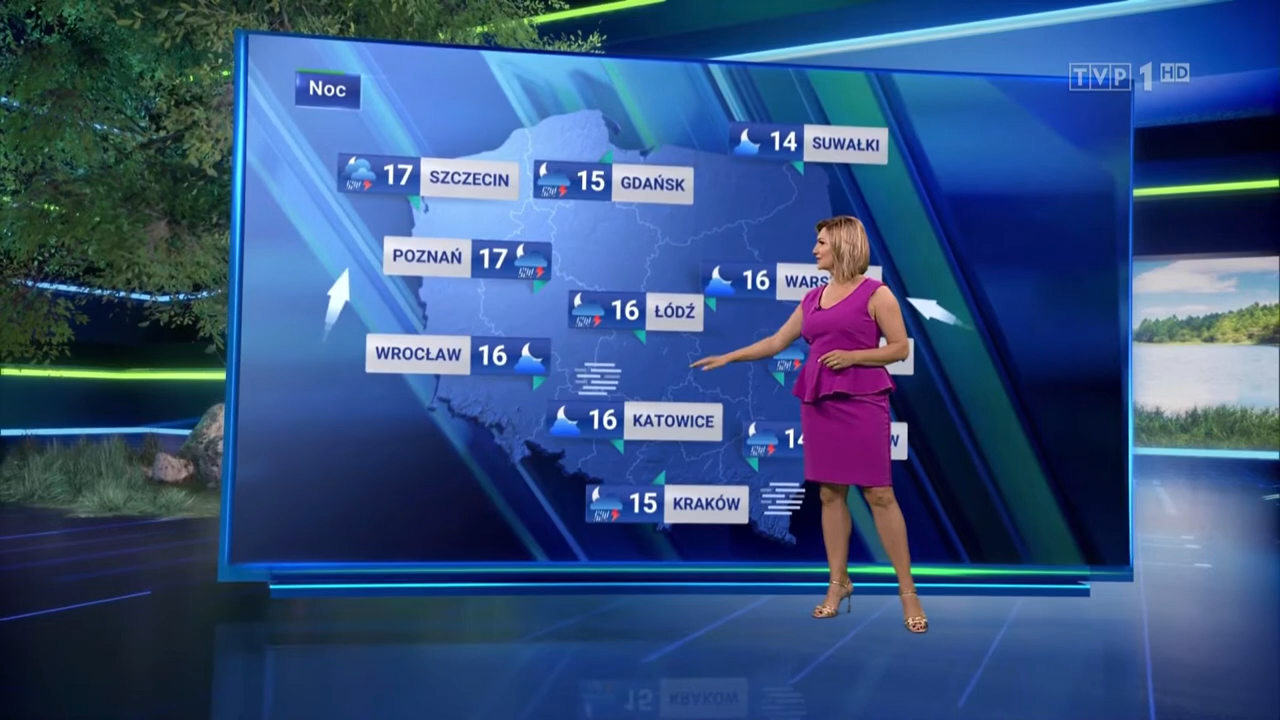 Noc
TVP 1 HD
14 SUWAŁKI
17 SZCZECIN
15 GDAŃSK
POZNAŃ 17
16 WARS
16 ŁÓDŹ
WROCŁAW 16
16 KATOWICE
14 W
15 KRAKÓW